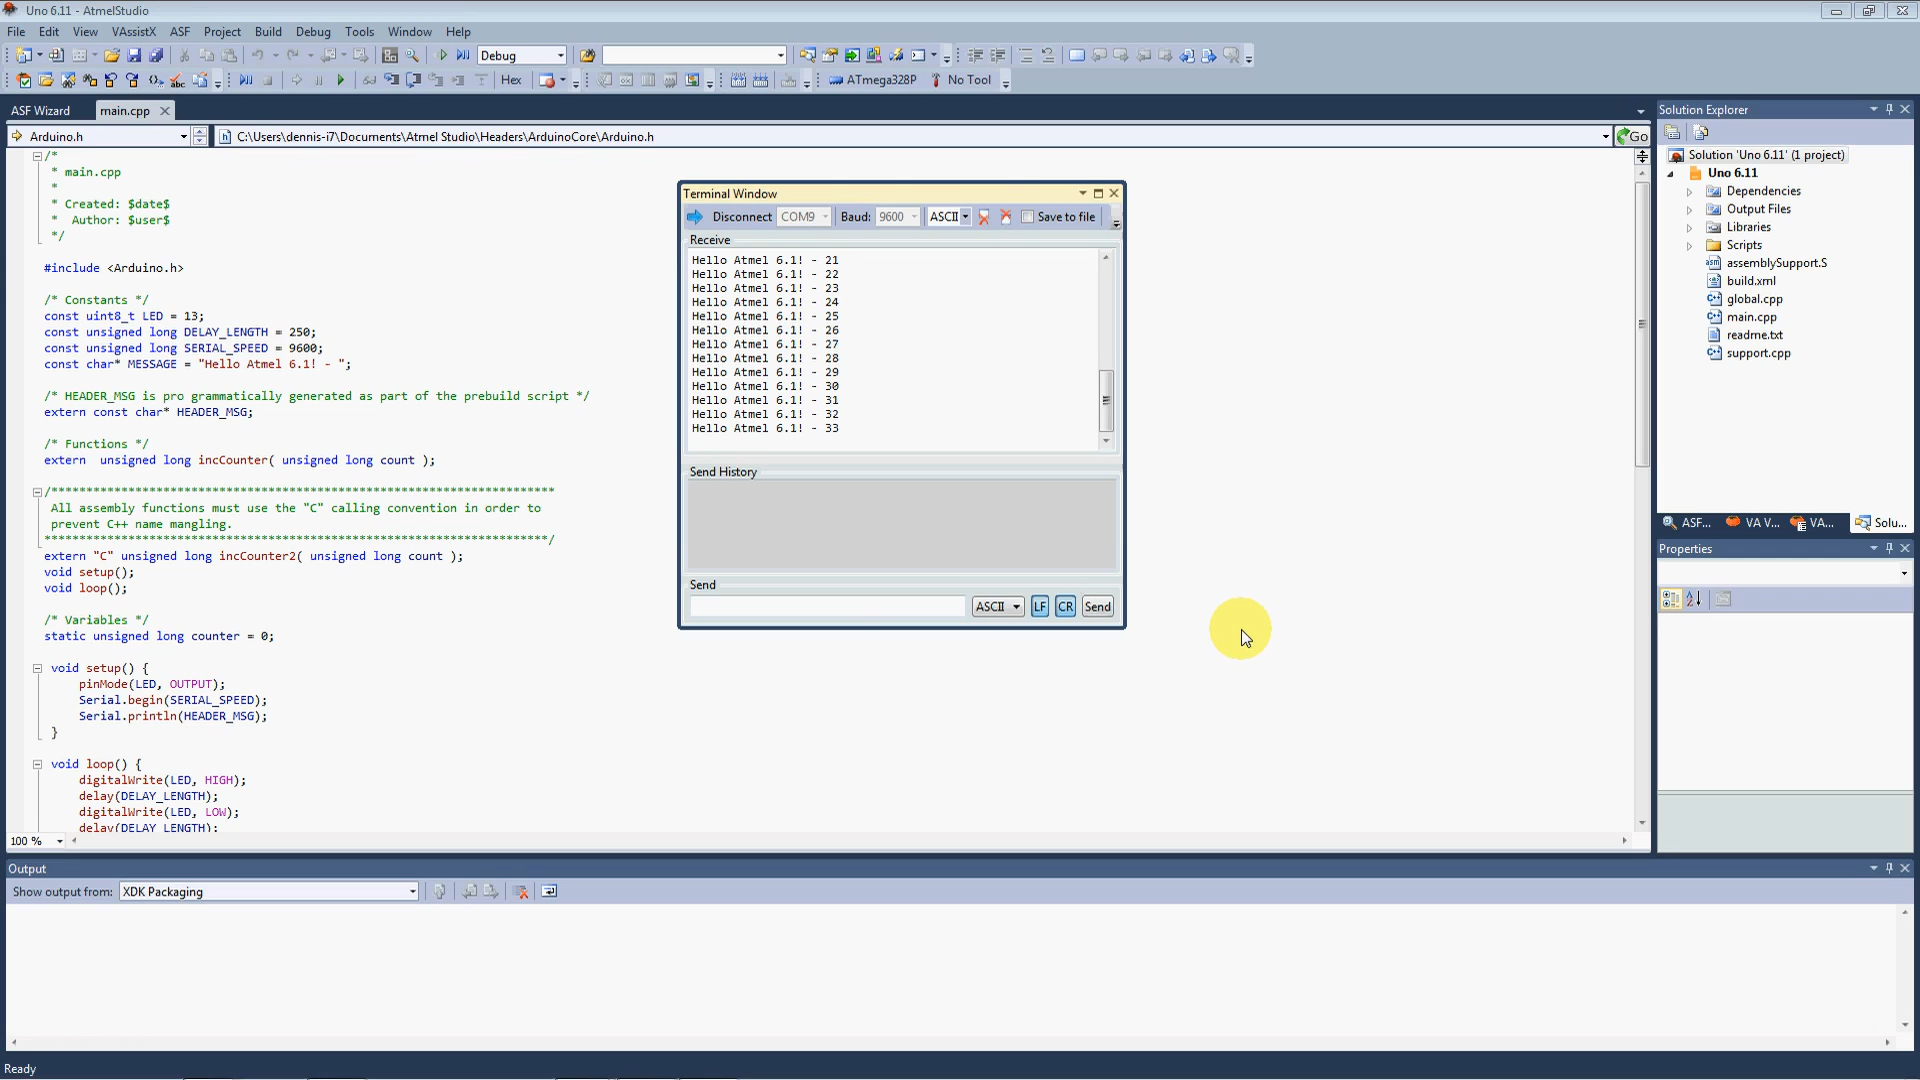 Uno 6.11 - AtmelStudio
File Edit View VAssistX ASF Project Build Debug Tools Window Help
Debug
Hex ATmega328P No Tool
ASF Wizard main.cpp
Arduino.h C:\Users\dennis-i7\Documents\Atmel Studio\Headers\ArduinoCore\Arduino.h Go
/*
* main.cpp
*
* Created: $date$
* Author: $user$
*/
#include <Arduino.h>
/* Constants */
const uint8_t LED = 13;
const unsigned long DELAY_LENGTH = 250;
const unsigned long SERIAL_SPEED = 9600;
const char* MESSAGE = "Hello Atmel 6.1! - ";
/* HEADER_MSG is pro grammatically generated as part of the prebuild script */
extern const char* HEADER_MSG;
/* Functions */
extern  unsigned long incCounter( unsigned long count );
/************************************************************************
All assembly functions must use the "C" calling convention in order to
prevent C++ name mangling.
************************************************************************/
extern "C" unsigned long incCounter2( unsigned long count );
void setup();
void loop();
/* Variables */
static unsigned long counter = 0;
void setup() {
pinMode(LED, OUTPUT);
Serial.begin(SERIAL_SPEED);
Serial.println(HEADER_MSG);
}
void loop() {
digitalWrite(LED, HIGH);
delay(DELAY_LENGTH);
digitalWrite(LED, LOW);
delay(DELAY_LENGTH);
100 %
Terminal Window
Disconnect COM9 Baud: 9600 ASCII Save to file
Receive
Hello Atmel 6.1! - 21
Hello Atmel 6.1! - 22
Hello Atmel 6.1! - 23
Hello Atmel 6.1! - 24
Hello Atmel 6.1! - 25
Hello Atmel 6.1! - 26
Hello Atmel 6.1! - 27
Hello Atmel 6.1! - 28
Hello Atmel 6.1! - 29
Hello Atmel 6.1! - 30
Hello Atmel 6.1! - 31
Hello Atmel 6.1! - 32
Hello Atmel 6.1! - 33
Send History
Send
ASCII LF CR Send
Solution Explorer
Solution 'Uno 6.11' (1 project)
Uno 6.11
Dependencies
Output Files
Libraries
Scripts
assemblySupport.S
build.xml
global.cpp
main.cpp
readme.txt
support.cpp
ASF... VA V... VA... Solu...
Properties
Output
Show output from: XDK Packaging
Ready